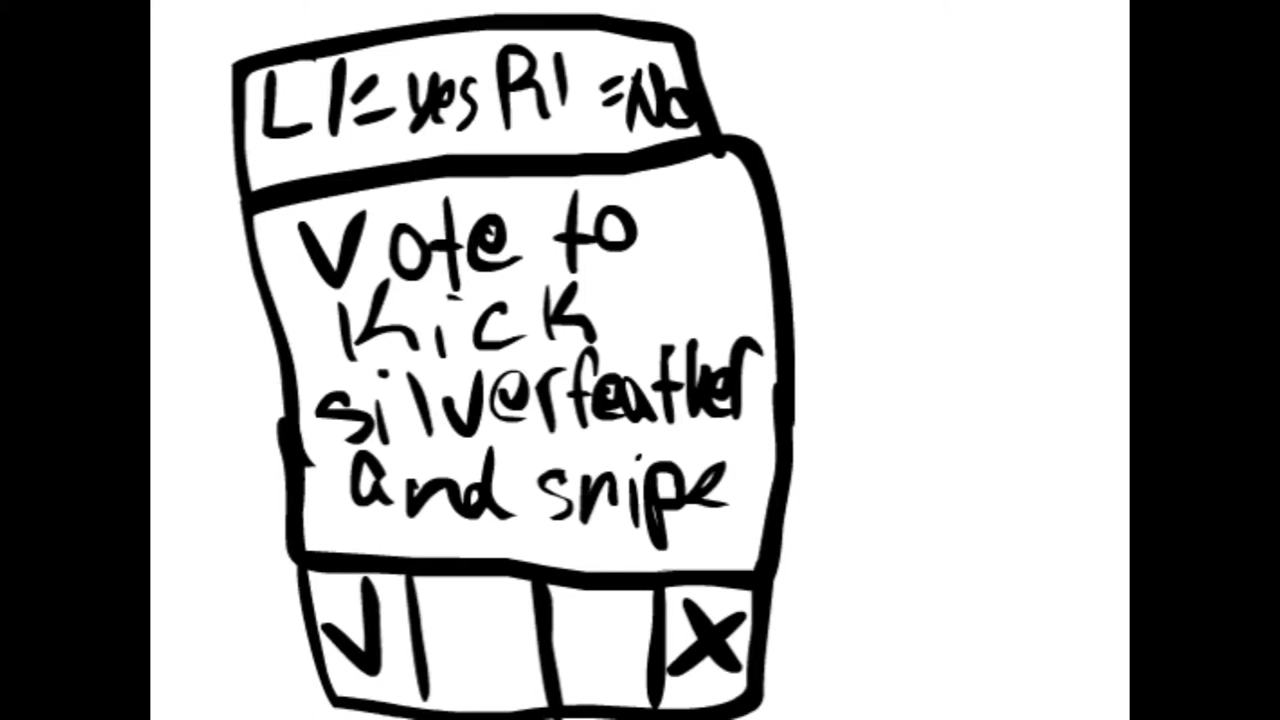 L1=yes R1=No
Vote to
Kick
silverfeather
and snipe